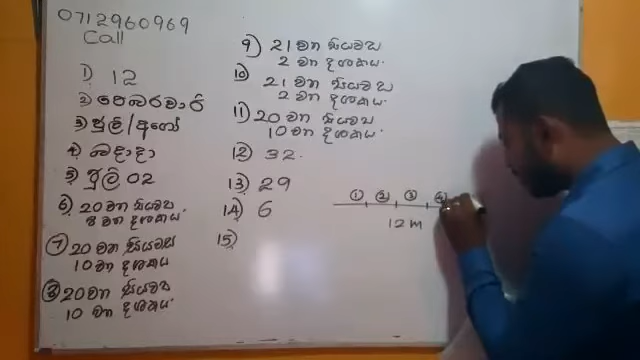 0712960969
Call
1) 12
2) පෙබරවාරි
3) ජූලි/අගෝ
4) බදාදා
5) ජූලි 02
6) 20 වන සියවස
8 වන දශකය.
7) 20 වන සියවස
10 වන දශකය
8) 20 වන සියවස
10 වන දශකය.
9) 21 වන සියවස
2 වන දශකය.
10) 21 වන සියවස
2 වන දශකය.
11) 20 වන සියවස
10 වන දශකය.
12) 32.
13) 29
14) 6
15)
1 2 3 4
12 m